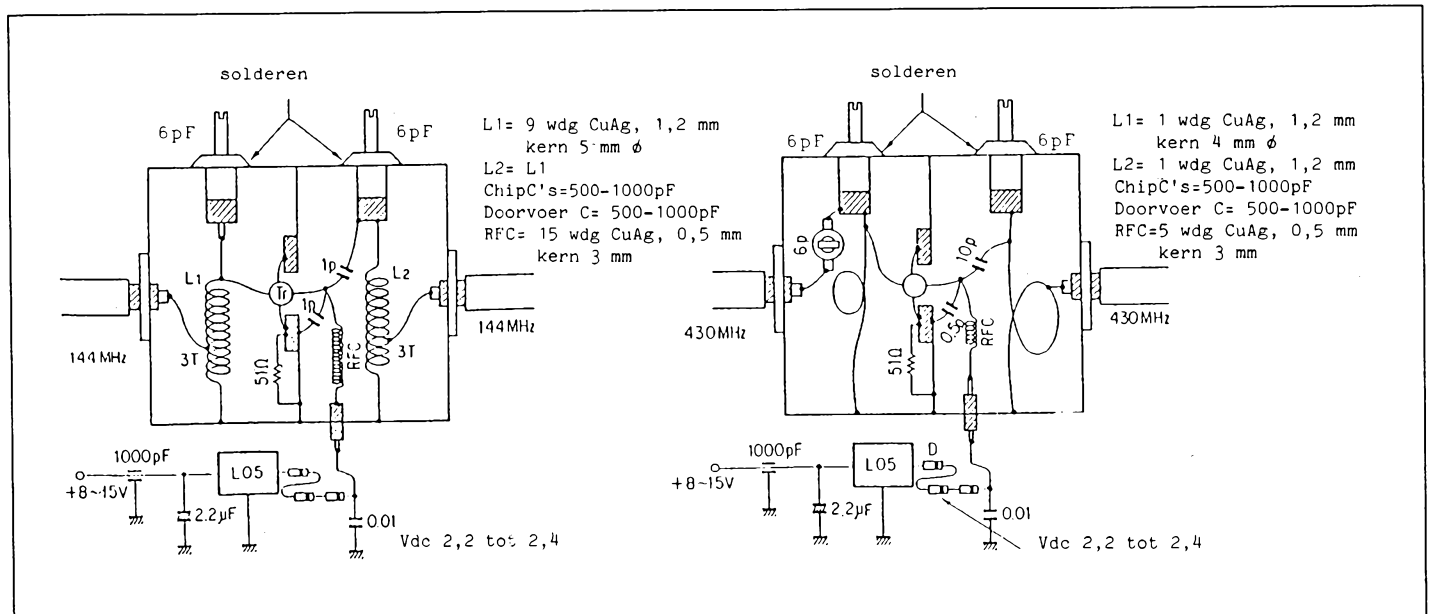 solderen
6pF
6pF
L1= 9 wdg CuAg, 1,2 mm
kern 5 mm ϕ
L2= L1
ChipC's=500-1000pF
Doorvoer C= 500-1000pF
RFC= 15 wdg CuAg, 0,5 mm
kern 3 mm
L1
Tr
1p
1p
L2
144MHz
3T
51Ω
RFC
3T
144MHz
1000pF
+8~15V
2.2µF
L05
0.01
Vdc 2,2 tot 2,4
solderen
6pF
6pF
L1= 1 wdg CuAg, 1,2 mm
kern 4 mm ϕ
L2= 1 wdg CuAg, 1,2 mm
ChipC's=500-1000pF
Doorvoer C= 500-1000pF
RFC=5 wdg CuAg, 0,5 mm
kern 3 mm
6p
10p
0.5p
430MHz
51Ω
RFC
430MHz
1000pF
+8~15V
2.2µF
L05
D
0.01
Vdc 2,2 tot 2,4